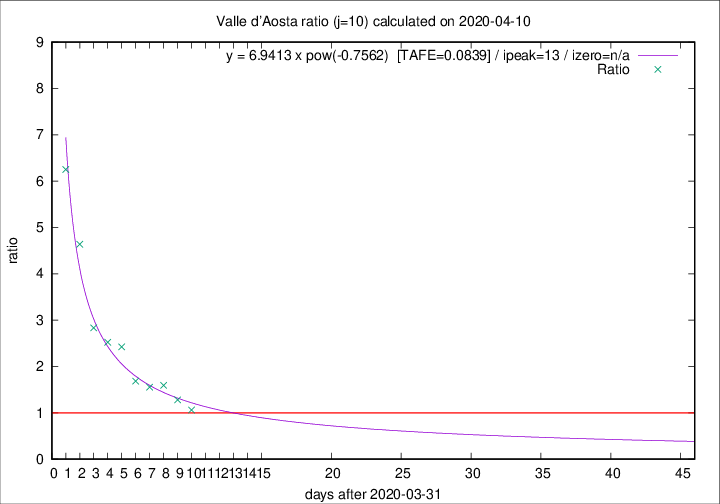 Valle d'Aosta ratio (j=10) calculated on 2020-04-10
y = 6.9413 x pow(-0.7562)  [TAFE=0.0839] / ipeak=13 / izero=n/a
Ratio
9
8
7
6
5
4
3
2
1
0
ratio
0 1 2 3 4 5 6 7 8 9 10 11 12 13 14 15 20 25 30 35 40 45
days after 2020-03-31